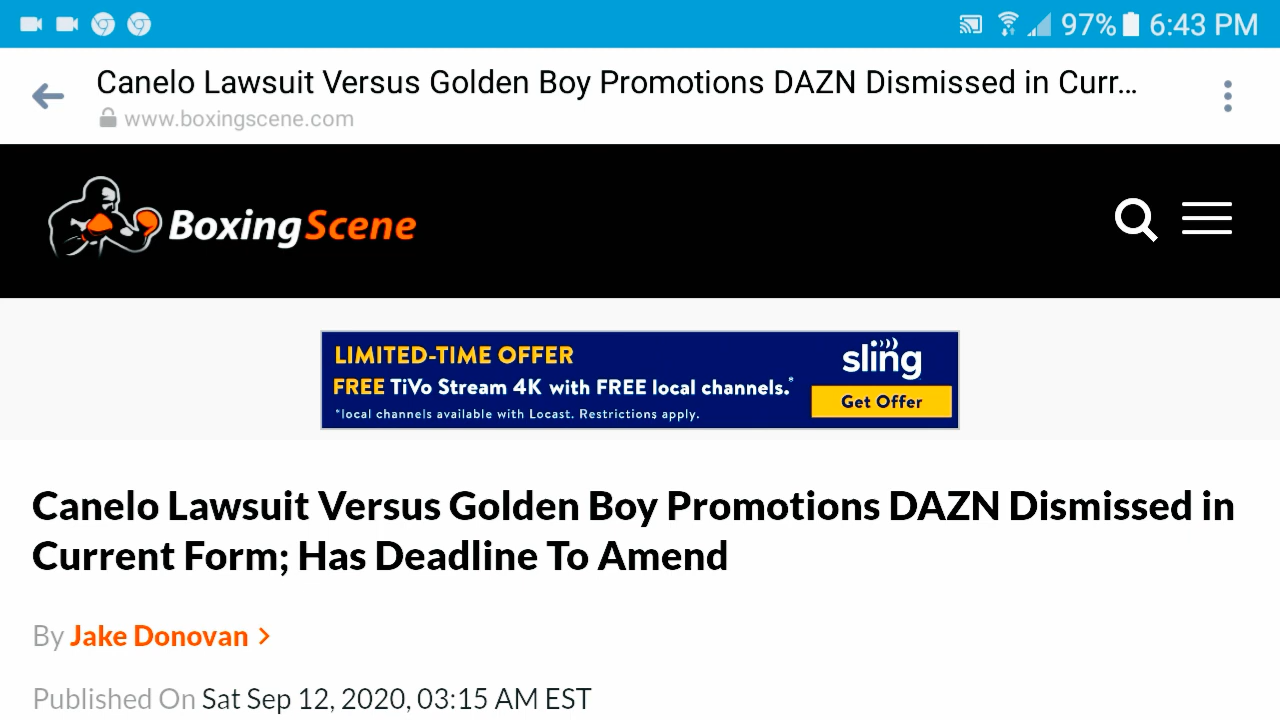 97% 6:43 PM
Canelo Lawsuit Versus Golden Boy Promotions DAZN Dismissed in Curr...
www.boxingscene.com
BoxingScene
LIMITED-TIME OFFER
FREE TiVo Stream 4K with FREE local channels.*
*local channels available with Locast. Restrictions apply.
sling
Get Offer
Canelo Lawsuit Versus Golden Boy Promotions DAZN Dismissed in
Current Form; Has Deadline To Amend
By Jake Donovan >
Published On Sat Sep 12, 2020, 03:15 AM EST